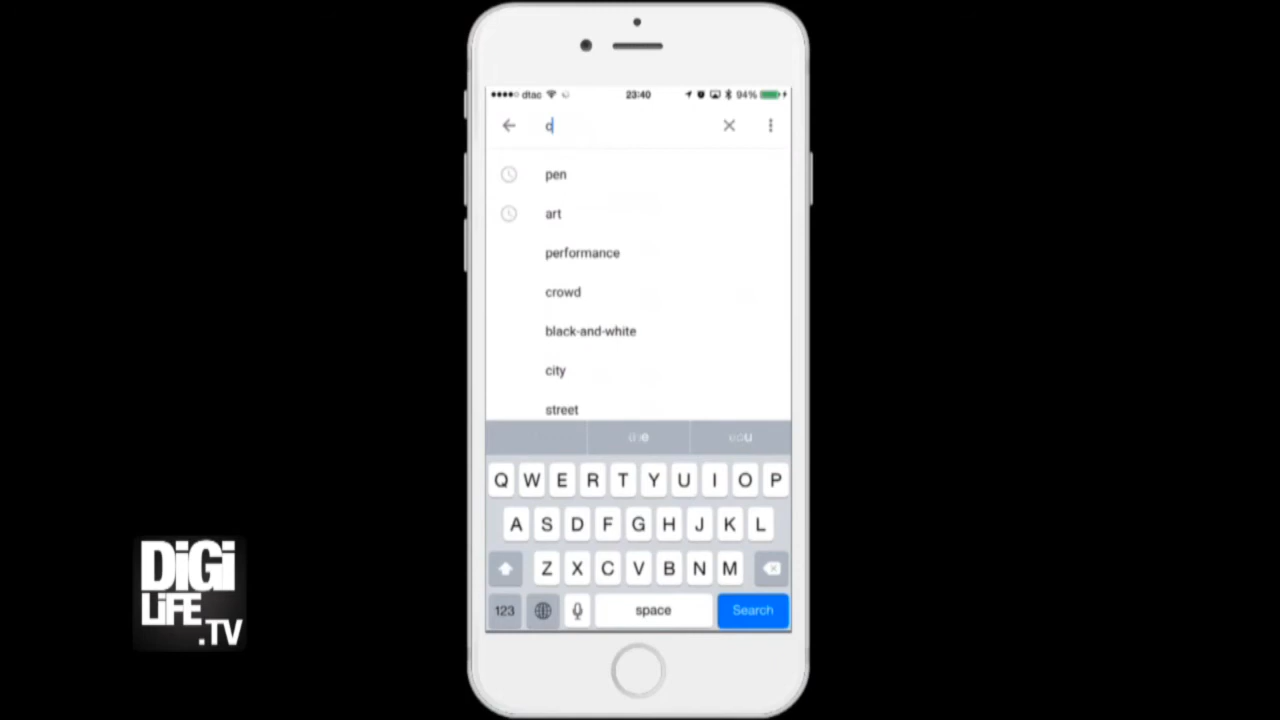 dtac 23:40 94%
c
pen
art
performance
crowd
black-and-white
city
street
Q W E R T Y U I O P
A S D F G H J K L
Z X C V B N M
123 space Search
DiGi
LiFE
.TV